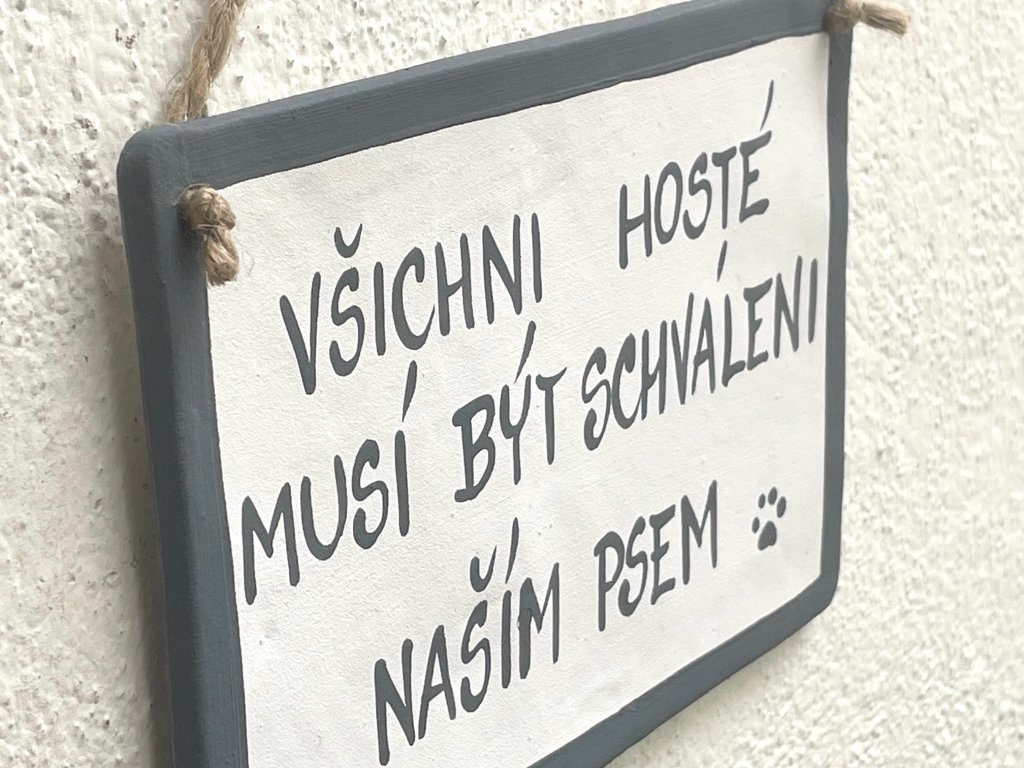 VŠICHNI HOSTÉ
MUSÍ BÝT SCHVÁLENI
NAŠÍM PSEM